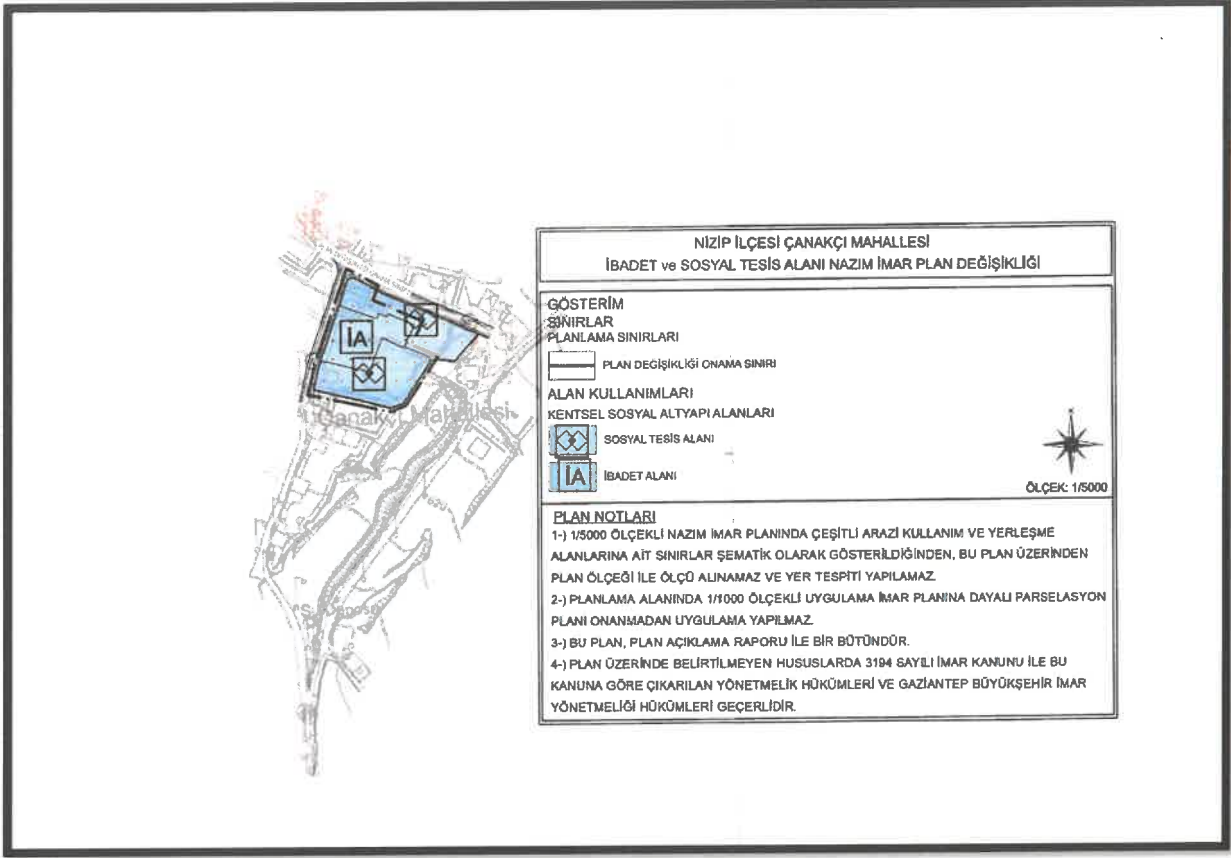 NİZİP İLÇESİ ÇANAKÇI MAHALLESİ
İBADET ve SOSYAL TESİS ALANI NAZIM İMAR PLAN DEĞİŞİKLİĞİ
GÖSTERİM
SINIRLAR
PLANLAMA SINIRLARI
PLAN DEĞİŞİKLİĞİ ONAMA SINIRI
ALAN KULLANIMLARI
KENTSEL SOSYAL ALTYAPI ALANLARI
SOSYAL TESİS ALANI
İA İBADET ALANI
ÖLÇEK: 1/5000
PLAN NOTLARI
1-) 1/5000 ÖLÇEKLİ NAZIM İMAR PLANINDA ÇEŞİTLİ ARAZİ KULLANIM VE YERLEŞME
ALANLARINA AİT SINIRLAR ŞEMATİK OLARAK GÖSTERİLDİĞİNDEN, BU PLAN ÜZERİNDEN
PLAN ÖLÇEĞİ İLE ÖLÇÜ ALINAMAZ VE YER TESPİTİ YAPILAMAZ.
2-) PLANLAMA ALANINDA 1/1000 ÖLÇEKLİ UYGULAMA İMAR PLANINA DAYALI PARSELASYON
PLANI ONANMADAN UYGULAMA YAPILMAZ.
3-) BU PLAN, PLAN AÇIKLAMA RAPORU İLE BİR BÜTÜNDÜR.
4-) PLAN ÜZERİNDE BELİRTİLMEYEN HUSUSLARDA 3194 SAYILI İMAR KANUNU İLE BU
KANUNA GÖRE ÇIKARILAN YÖNETMELİK HÜKÜMLERİ VE GAZİANTEP BÜYÜKŞEHİR İMAR
YÖNETMELİĞİ HÜKÜMLERİ GEÇERLİDİR.
İA
Çanakçı Mahallesi